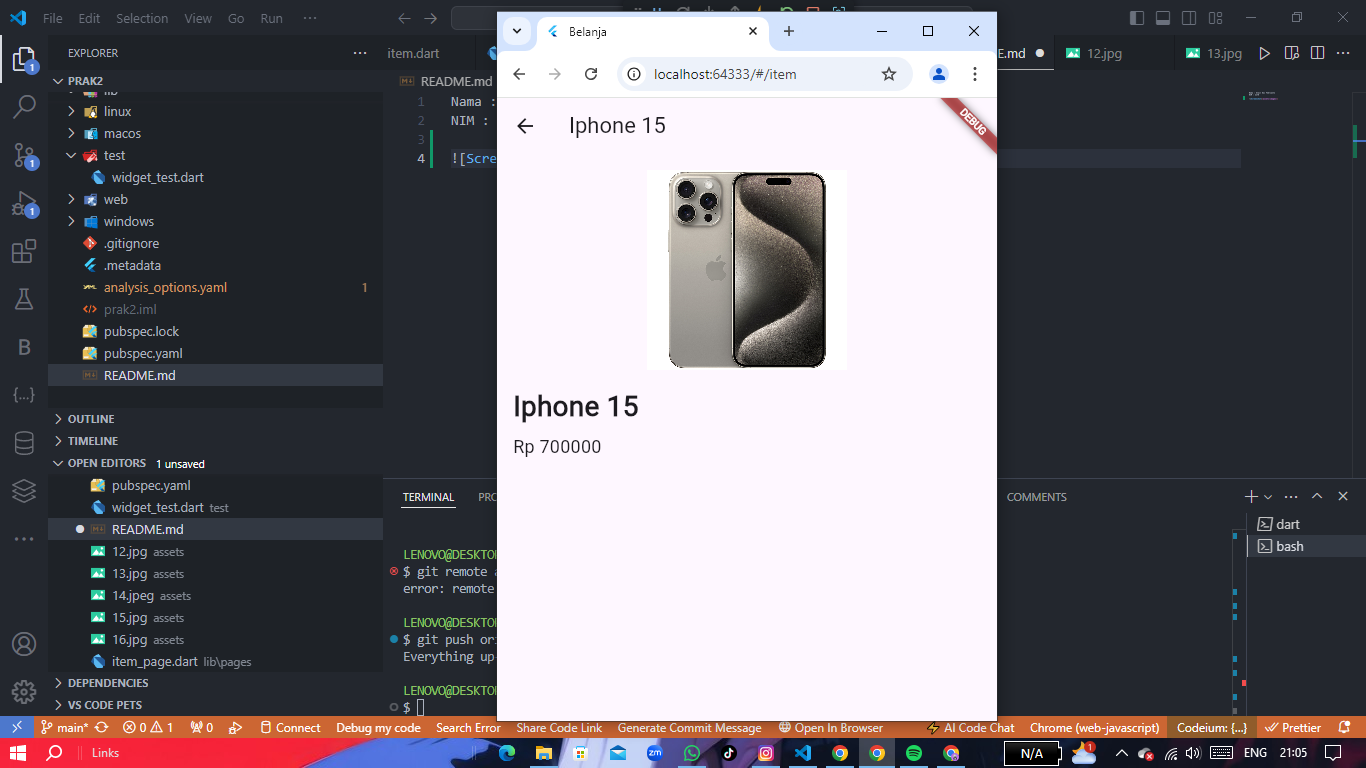 File Edit Selection View Go Run ···
Belanja
localhost:64333/#/item
DEBUG
Iphone 15
Iphone 15
Rp 700000
EXPLORER
PRAK2
lib
linux
macos
test
widget_test.dart
web
windows
.gitignore
.metadata
analysis_options.yaml 1
prak2.iml
pubspec.lock
pubspec.yaml
README.md
OUTLINE
TIMELINE
OPEN EDITORS 1 unsaved
pubspec.yaml
widget_test.dart test
README.md
12.jpg assets
13.jpg assets
14.jpeg assets
15.jpg assets
16.jpg assets
item_page.dart lib\pages
DEPENDENCIES
VS CODE PETS
item.dart
12.jpg
13.jpg
README.md
1 Nama :
2 NIM :
3
4 ![Scre
TERMINAL
COMMENTS
dart
bash
LENOVO@DESKTO
$ git remote a
error: remote
LENOVO@DESKTO
$ git push or
Everything up
LENOVO@DESKTO
$
main* 0 1 0 Connect Debug my code Search Error Share Code Link Generate Commit Message Open In Browser AI Code Chat Chrome (web-javascript) Codeium: {...} Prettier
Links
N/A
1
ENG
21:05